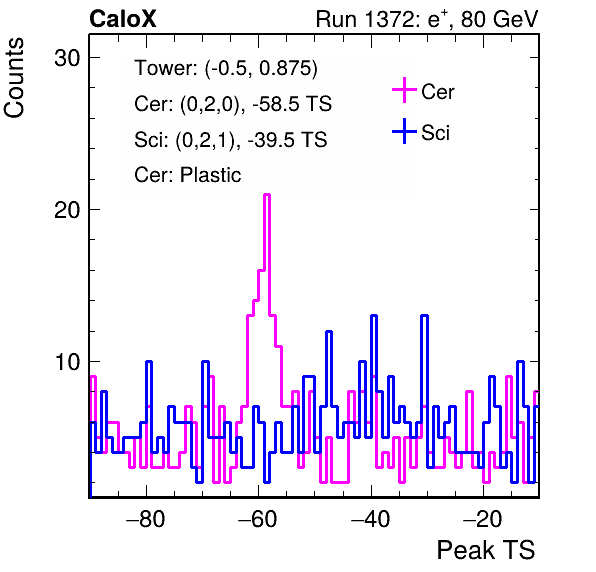 CaloX Run 1372: e⁺, 80 GeV
Counts
30
20
10
Tower: (-0.5, 0.875)
Cer: (0,2,0), -58.5 TS
Sci: (0,2,1), -39.5 TS
Cer: Plastic
Cer
Sci
−80 −60 −40 −20
Peak TS